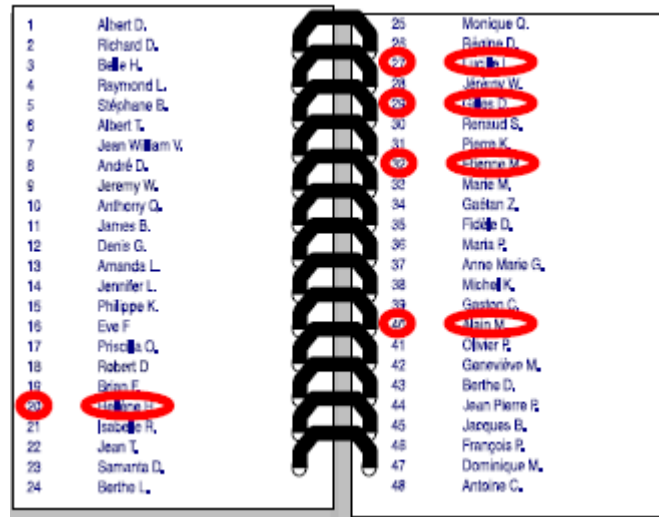 1 Albert D.
2 Richard D.
3 Belle H.
4 Raymond L.
5 Stéphane B.
6 Albert T.
7 Jean William V.
8 André D.
9 Jeremy W.
10 Anthony Q.
11 James B.
12 Denis G.
13 Amanda L.
14 Jennifer L.
15 Philippe K.
16 Eve F
17 Priscilla O.
18 Robert D
19 Brian F.
20
21 Isabelle R.
22 Jean T.
23 Samanta D.
24 Berthe L.
25 Monique Q.
26 Régine D.
27 Lucille
28 Jérémy W.
29 Gilles D.
30 Renaud S.
31 Pierre K.
32 Etienne M.
33 Marie M.
34 Gaëtan Z.
35 Fidèle D.
36 Maria P.
37 Anne Marie G.
38 Michel K.
39 Gaston C.
40 Alain M.
41 Olivier P.
42 Geneviève M.
43 Berthe D.
44 Jean Pierre P.
45 Jacques B.
46 François P.
47 Dominique M.
48 Antoine C.